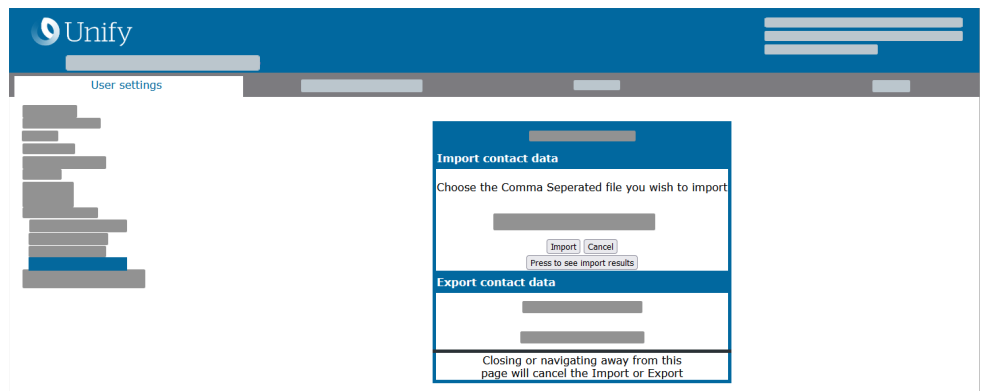 Unify
User settings
Import contact data
Choose the Comma Seperated file you wish to import
Import Cancel
Press to see import results
Export contact data
Closing or navigating away from this
page will cancel the Import or Export